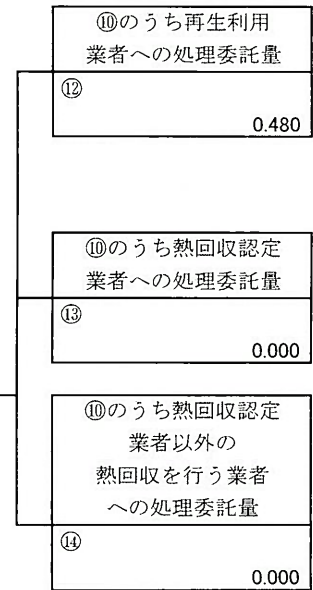 ⑩のうち再生利用
業者への処理委託量
⑫
0.480
⑩のうち熱回収認定
業者への処理委託量
⑬
0.000
⑩のうち熱回収認定
業者以外の
熱回収を行う業者
への処理委託量
⑭
0.000